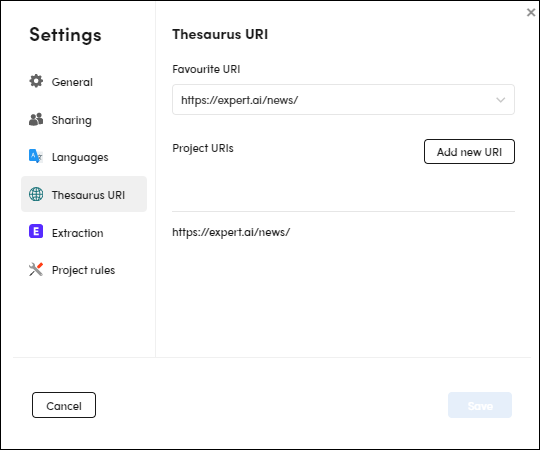 Settings
General
Sharing
Languages
Thesaurus URI
E Extraction
Project rules
Thesaurus URI
Favourite URI
https://expert.ai/news/
Project URIs
Add new URI
https://expert.ai/news/
Cancel
Save